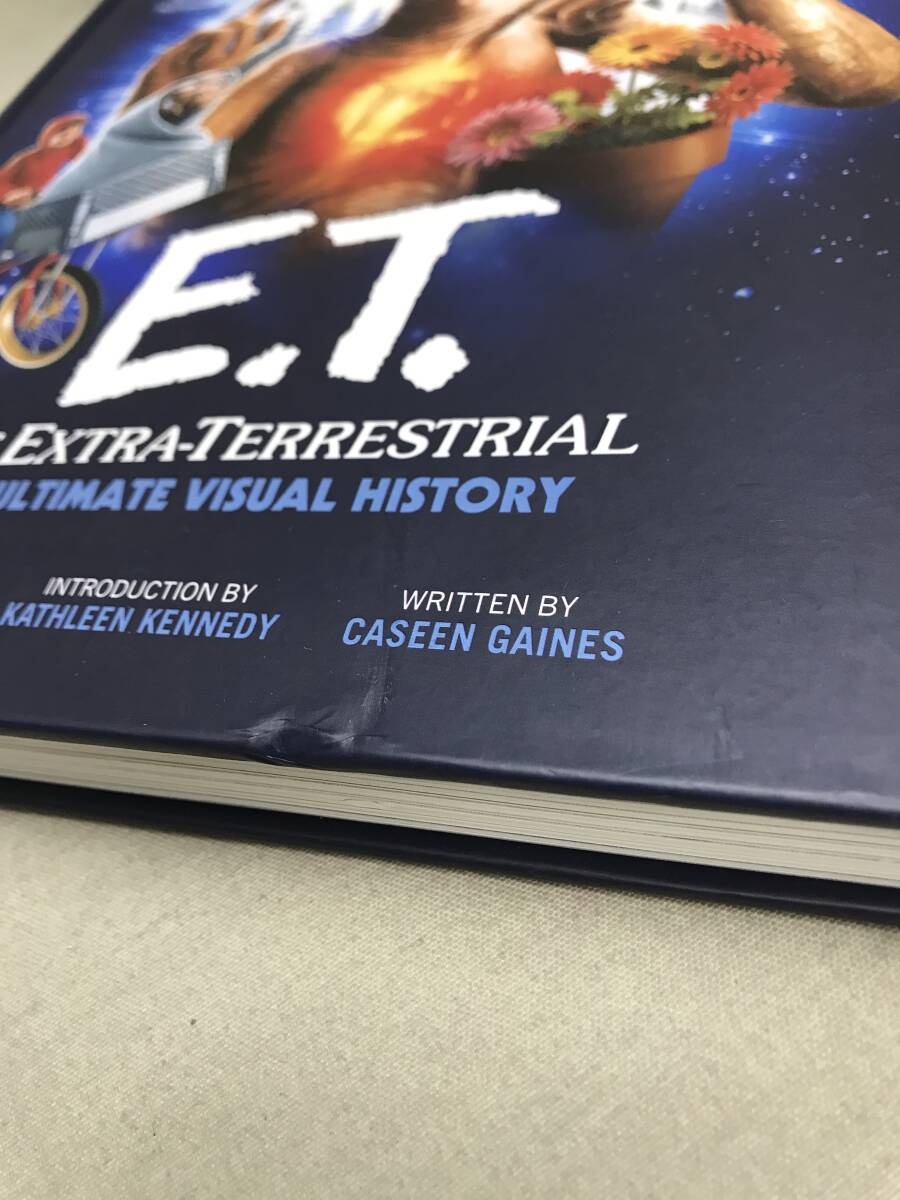 E.T.
EXTRA-TERRESTRIAL
ULTIMATE VISUAL HISTORY
INTRODUCTION BY
KATHLEEN KENNEDY
WRITTEN BY
CASEEN GAINES